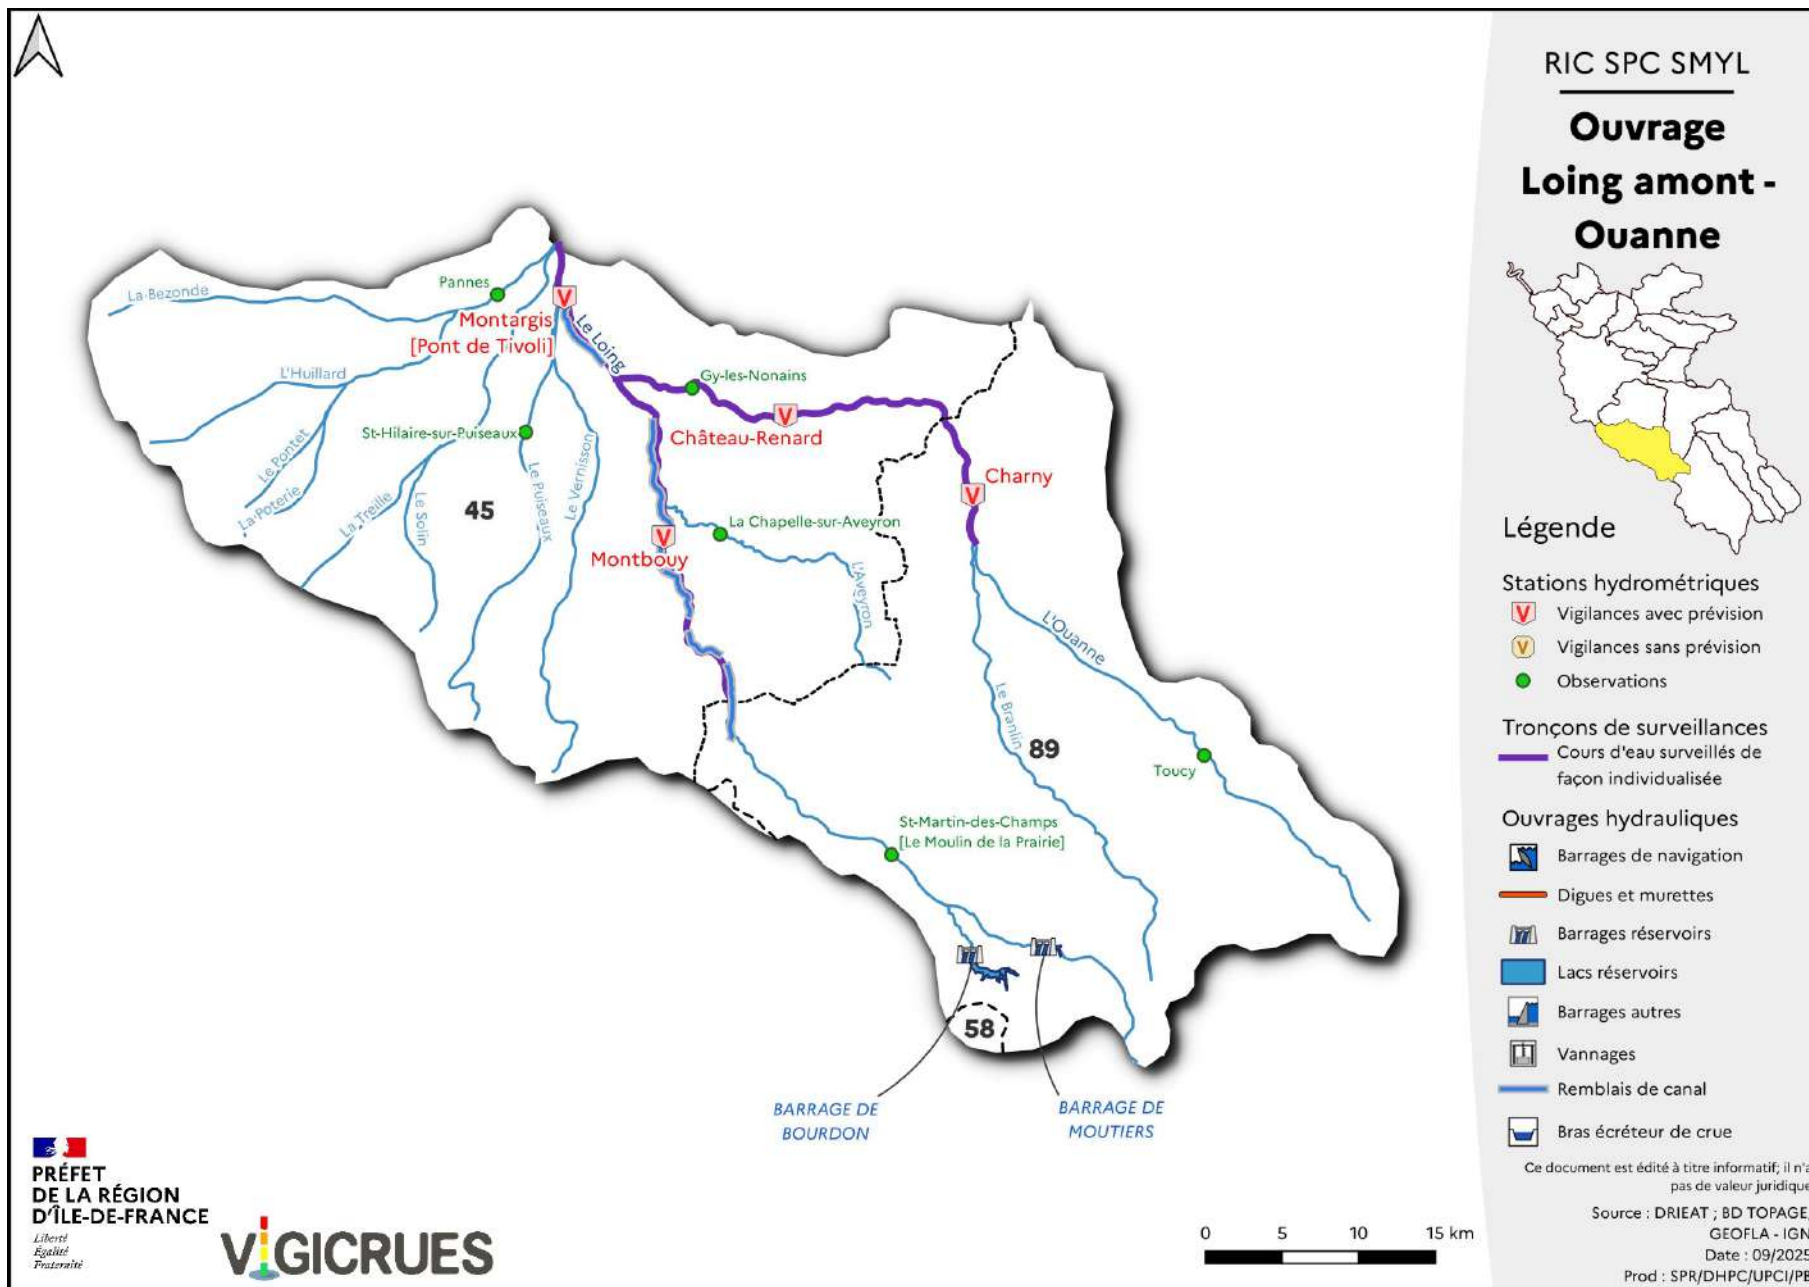 RIC SPC SMYL
Ouvrage
Loing amont -
Ouanne
La Bezonde
Pannes
Montargis
[Pont de Tivoli]
V
Le Loing
L'Huillard
Gy-les-Nonains
V
Château-Renard
St-Hilaire-sur-Puiseaux
Le Pontet
La Poterie
La Treille
Le Solin
45
Le Puiseaux
Le Vernisson
Charny
V
La Chapelle-sur-Aveyron
V
Montbouy
L'Aveyron
L'Ouanne
Le Branlin
89
Toucy
St-Martin-des-Champs
[Le Moulin de la Prairie]
58
BARRAGE DE
BOURDON
BARRAGE DE
MOUTIERS
Légende
Stations hydrométriques
V Vigilances avec prévision
V Vigilances sans prévision
Observations
Tronçons de surveillances
Cours d'eau surveillés de
façon individualisée
Ouvrages hydrauliques
Barrages de navigation
Digues et murettes
Barrages réservoirs
Lacs réservoirs
Barrages autres
Vannages
Remblais de canal
Bras écréteur de crue
Ce document est édité à titre informatif; il n'a
pas de valeur juridique
Source : DRIEAT ; BD TOPAGE,
GEOFLA - IGN
Date : 09/2025
Prod : SPR/DHPC/UPCI/PE
0 5 10 15 km
PRÉFET
DE LA RÉGION
D'ÎLE-DE-FRANCE
Liberté
Égalité
Fraternité
VIGICRUES